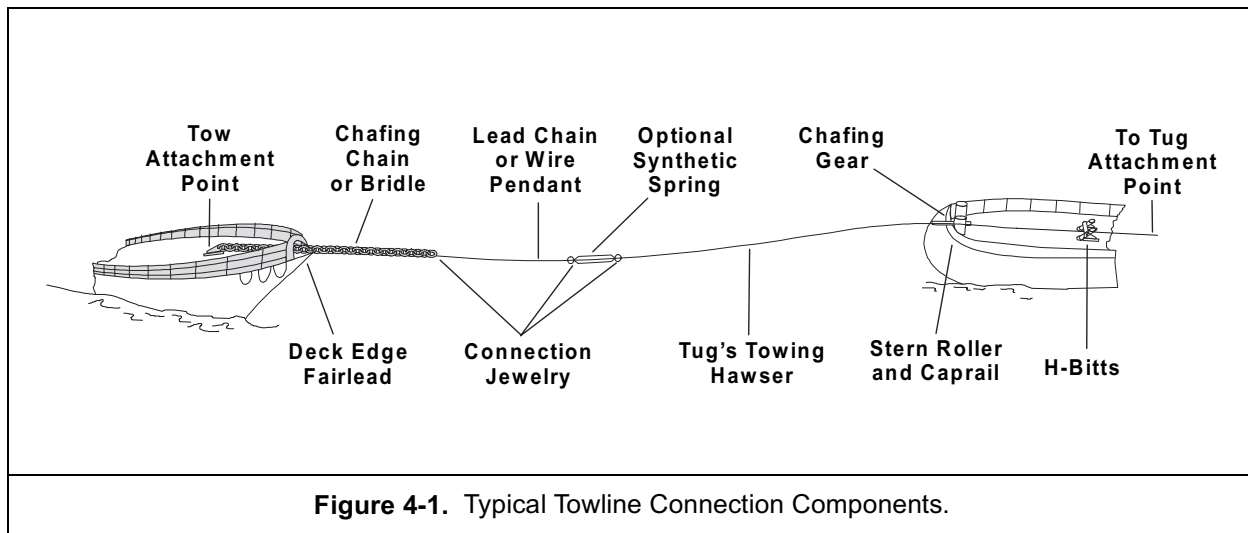 Tow
Attachment
Point
Chafing
Chain
or Bridle
Lead Chain
or Wire
Pendant
Optional
Synthetic
Spring
Chafing
Gear
To Tug
Attachment
Point
Deck Edge
Fairlead
Connection
Jewelry
Tug's Towing
Hawser
Stern Roller
and Caprail
H-Bitts
Figure 4-1. Typical Towline Connection Components.